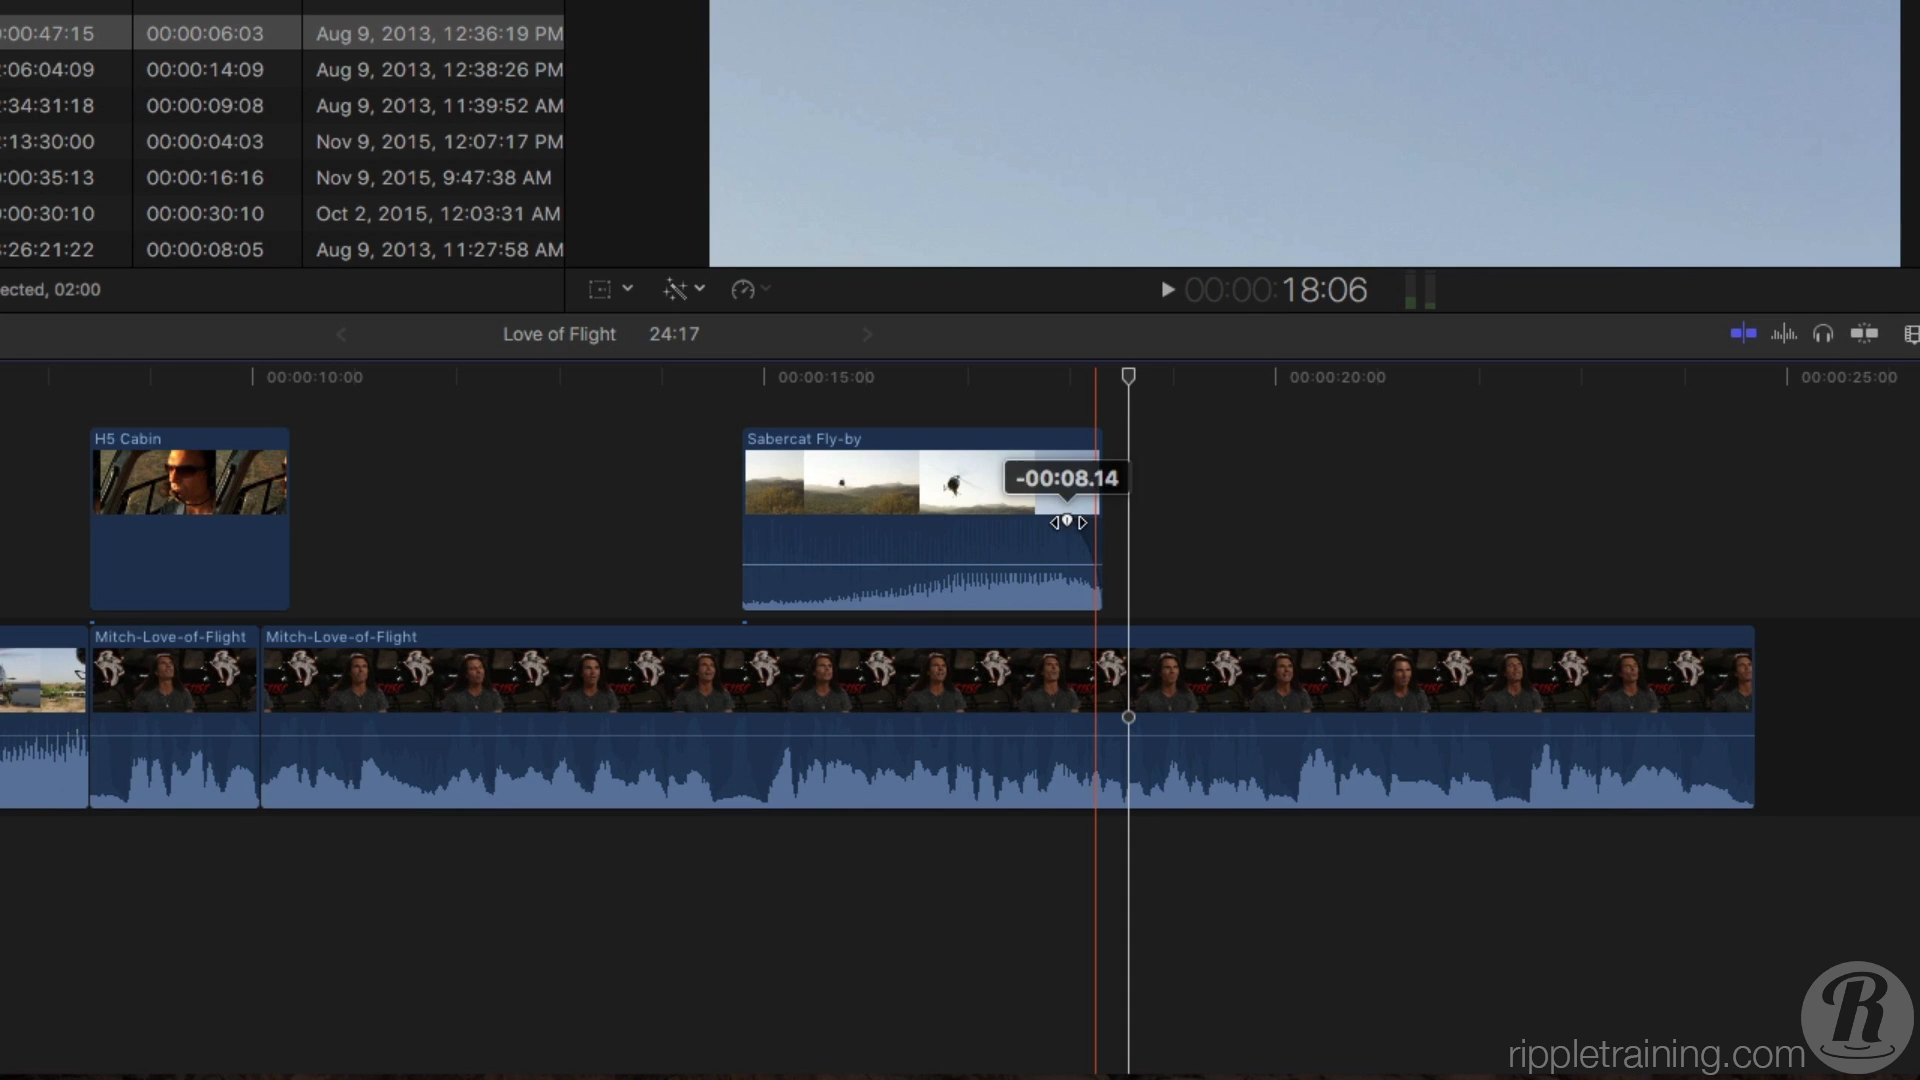 :00:47:15 00:00:06:03 Aug 9, 2013, 12:36:19 PM
:06:04:09 00:00:14:09 Aug 9, 2013, 12:38:26 PM
:34:31:18 00:00:09:08 Aug 9, 2013, 11:39:52 AM
:13:30:00 00:00:04:03 Nov 9, 2015, 12:07:17 PM
:00:35:13 00:00:16:16 Nov 9, 2015, 9:47:38 AM
:00:30:10 00:00:30:10 Oct 2, 2015, 12:03:31 AM
:26:21:22 00:00:08:05 Aug 9, 2013, 11:27:58 AM
ected, 02:00
00:00:18:06
Love of Flight 24:17
00:00:10:00 00:00:15:00 00:00:20:00 00:00:25:00
H5 Cabin
Sabercat Fly-by
-00:08.14
Mitch-Love-of-Flight
Mitch-Love-of-Flight
R
rippletraining.com